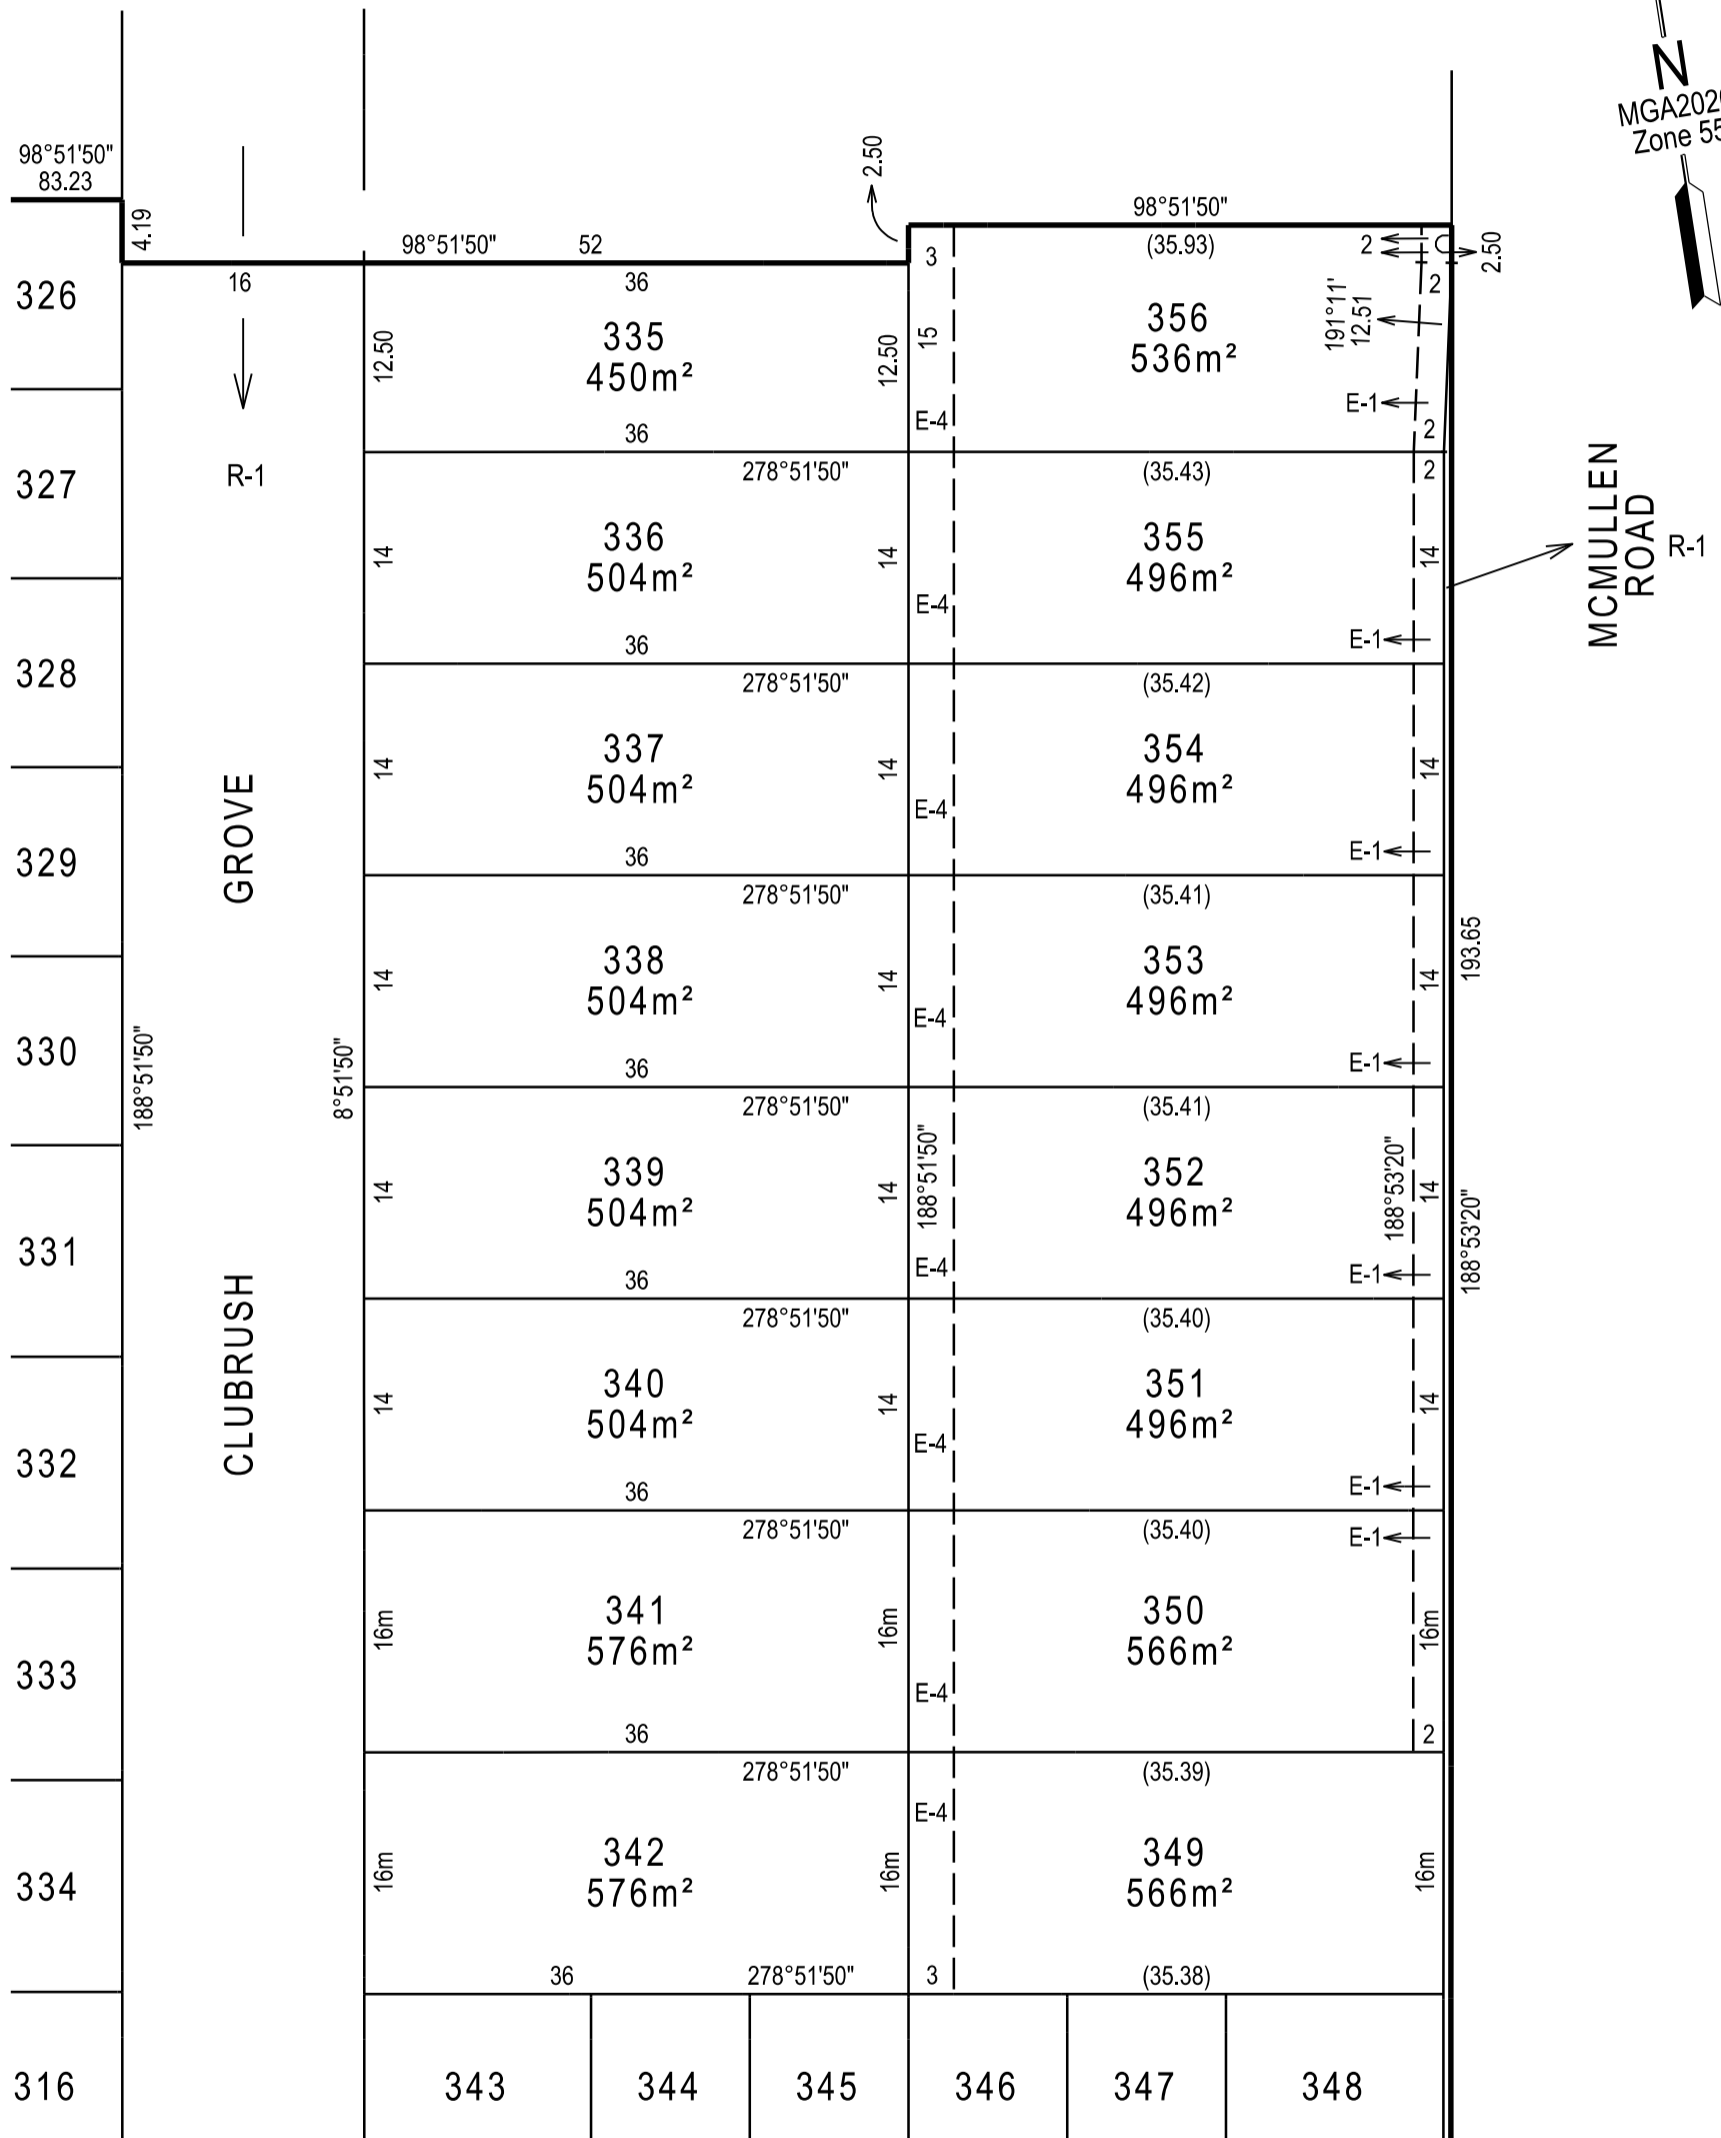 N
MGA202
Zone 55
98°51'50"
83.23
4.19
2.50
98°51'50"
98°51'50"
52
3
(35.93)
2
2.50
326
16
36
2
335
450m²
12.50
12.50
15
356
536m²
191°11'
12.51
E-1
36
E-4
2
327
R-1
278°51'50"
(35.43)
2
336
504m²
14
14
355
496m²
14
MCMULLEN
ROAD
R-1
E-4
36
E-1
328
278°51'50"
(35.42)
337
504m²
14
14
354
496m²
14
GROVE
E-4
36
E-1
329
278°51'50"
(35.41)
338
504m²
14
14
353
496m²
14
193.65
E-4
330
188°51'50"
8°51'50"
36
E-1
278°51'50"
(35.41)
339
504m²
14
14
188°51'50"
352
496m²
188°53'20"
14
188°53'20"
331
E-4
36
E-1
278°51'50"
(35.40)
CLUBRUSH
340
504m²
14
14
351
496m²
14
E-4
332
36
E-1
278°51'50"
(35.40)
E-1
341
576m²
16m
16m
350
566m²
16m
333
E-4
36
2
278°51'50"
(35.39)
E-4
342
576m²
16m
16m
349
566m²
16m
334
36
278°51'50"
3
(35.38)
316
343
344
345
346
347
348